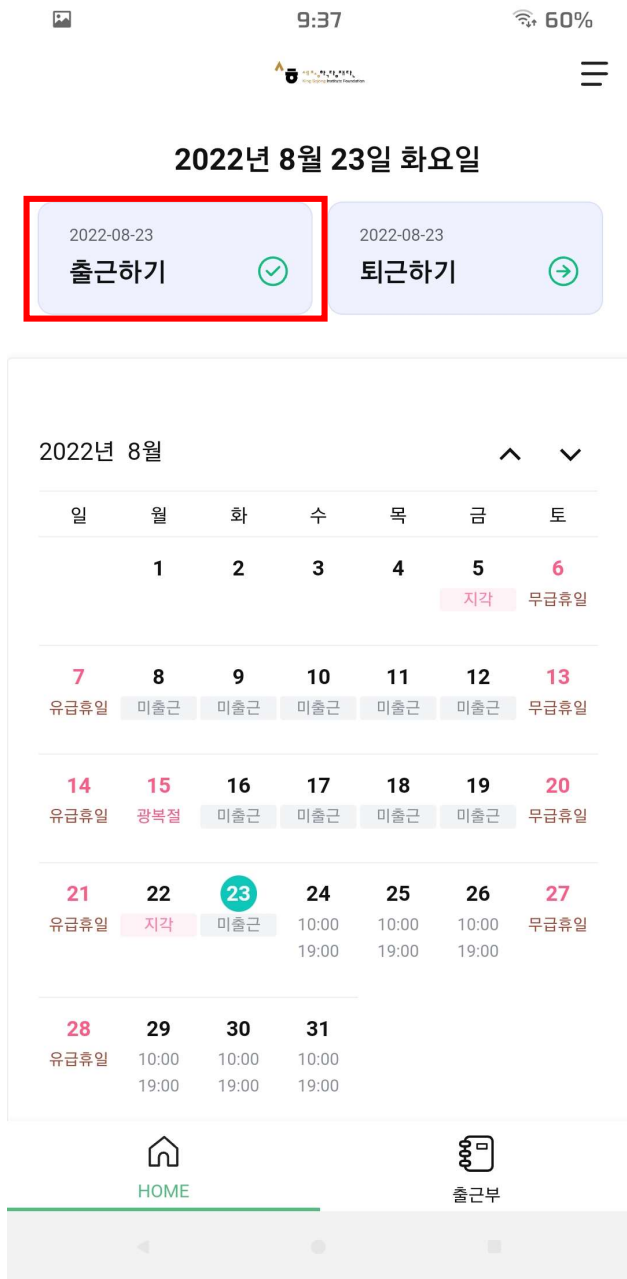 9:37
60%
2022년 8월 23일 화요일
2022-08-23
출근하기
2022-08-23
퇴근하기
2022년 8월
일 월 화 수 목 금 토
1 2 3 4 5 6
지각 무급휴일
7 8 9 10 11 12 13
유급휴일 미출근 미출근 미출근 미출근 미출근 무급휴일
14 15 16 17 18 19 20
유급휴일 광복절 미출근 미출근 미출근 미출근 무급휴일
21 22 23 24 25 26 27
유급휴일 지각 미출근 10:00 10:00 10:00 무급휴일
19:00 19:00 19:00
28 29 30 31
유급휴일 10:00 10:00 10:00
19:00 19:00 19:00
HOME
출근부